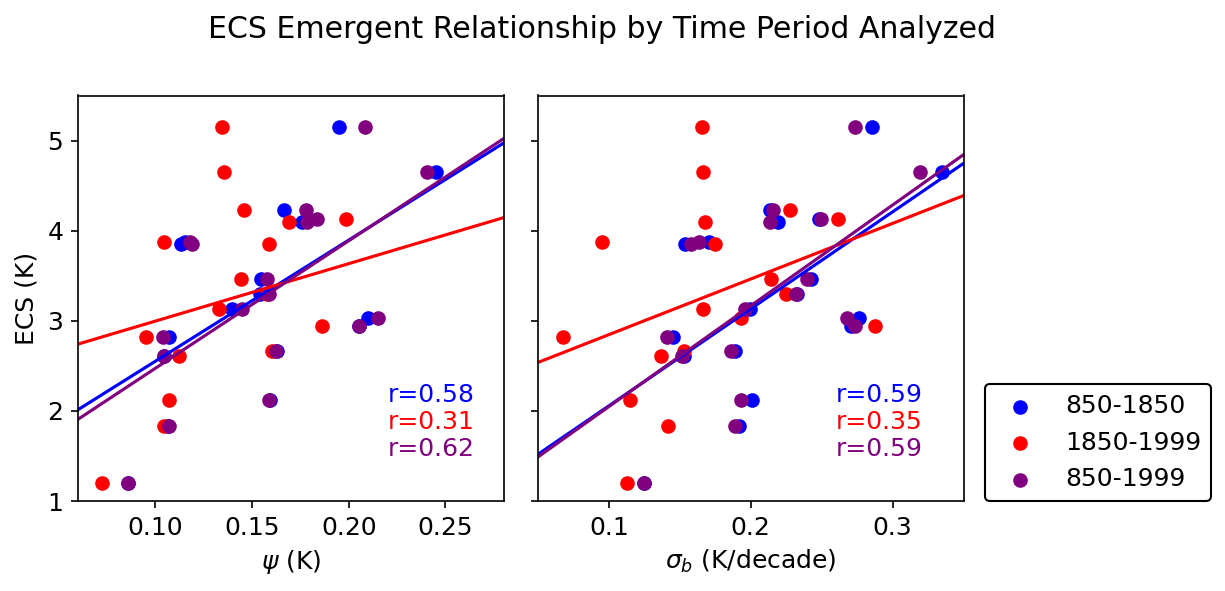 ECS Emergent Relationship by Time Period Analyzed
ECS (K)
5
4
3
2
1
r=0.58
r=0.31
r=0.62
0.10 0.15 0.20 0.25
ψ (K)
r=0.59
r=0.35
r=0.59
0.1 0.2 0.3
σ_b (K/decade)
850-1850
1850-1999
850-1999